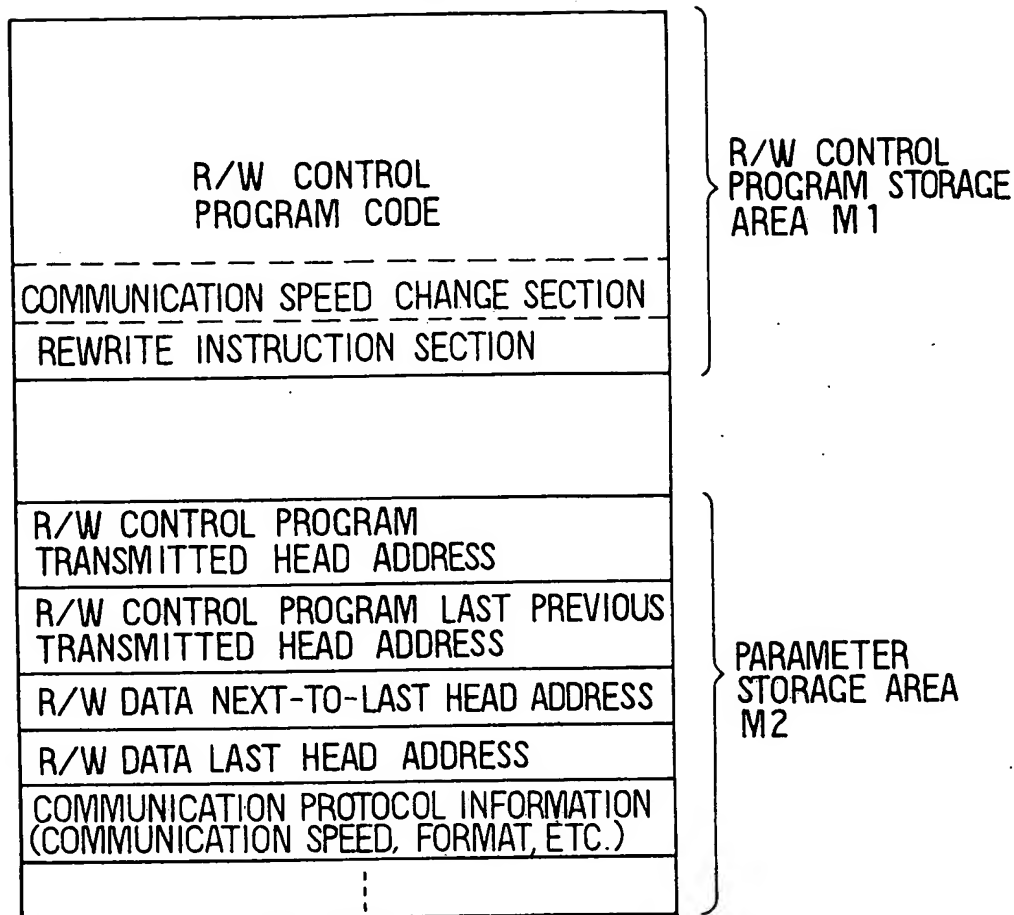 R/W CONTROL
PROGRAM CODE
COMMUNICATION SPEED CHANGE SECTION
REWRITE INSTRUCTION SECTION
R/W CONTROL
PROGRAM STORAGE
AREA M1
R/W CONTROL PROGRAM
TRANSMITTED HEAD ADDRESS
R/W CONTROL PROGRAM LAST PREVIOUS
TRANSMITTED HEAD ADDRESS
R/W DATA NEXT-TO-LAST HEAD ADDRESS
R/W DATA LAST HEAD ADDRESS
COMMUNICATION PROTOCOL INFORMATION
(COMMUNICATION SPEED, FORMAT, ETC.)
PARAMETER
STORAGE AREA
M2